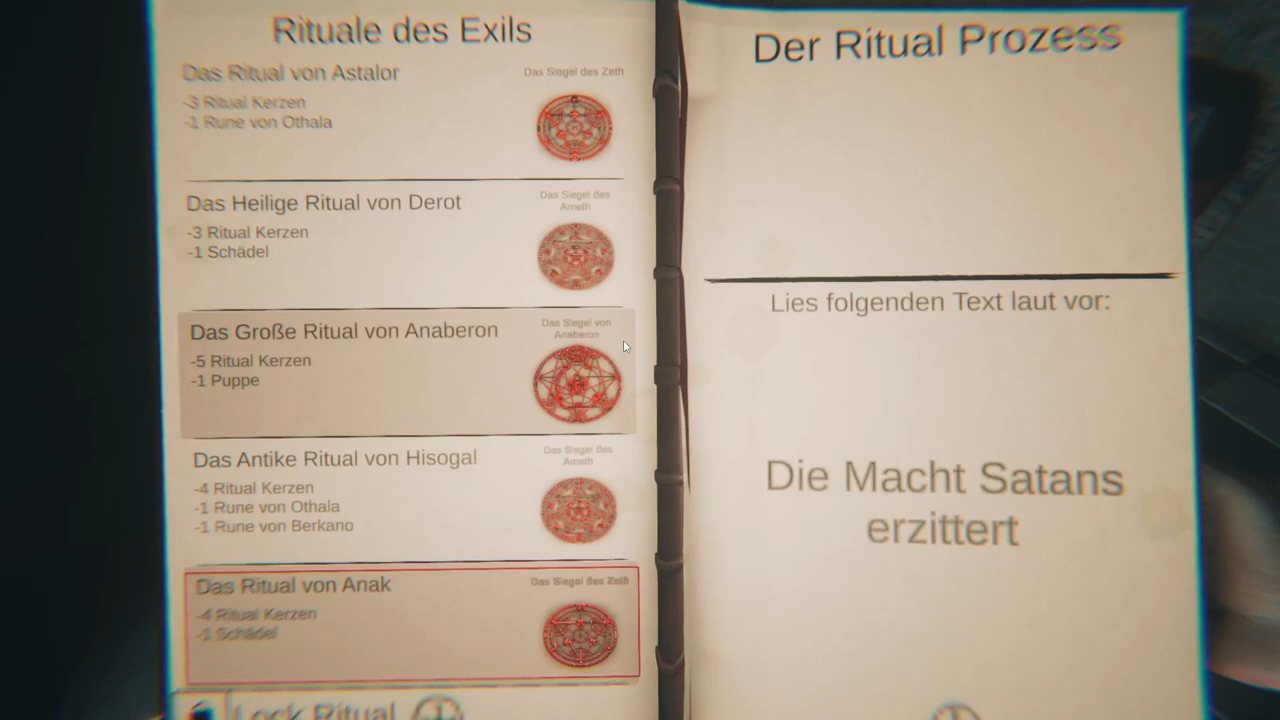 Rituale des Exils
Das Ritual von Astalor
Das Siegel des Zeth
-3 Ritual Kerzen
-1 Rune von Othala
Das Heilige Ritual von Derot
Das Siegel des
Ameth
-3 Ritual Kerzen
-1 Schädel
Das Große Ritual von Anaberon
Das Siegel von
Anaberon
-5 Ritual Kerzen
-1 Puppe
Das Antike Ritual von Hisogal
Das Siegel des
Ameth
-4 Ritual Kerzen
-1 Rune von Othala
-1 Rune von Berkano
Das Ritual von Anak
Das Siegel des Zeth
-4 Ritual Kerzen
-1 Schädel
Lock Ritual
Der Ritual Prozess
Lies folgenden Text laut vor:
Die Macht Satans
erzittert